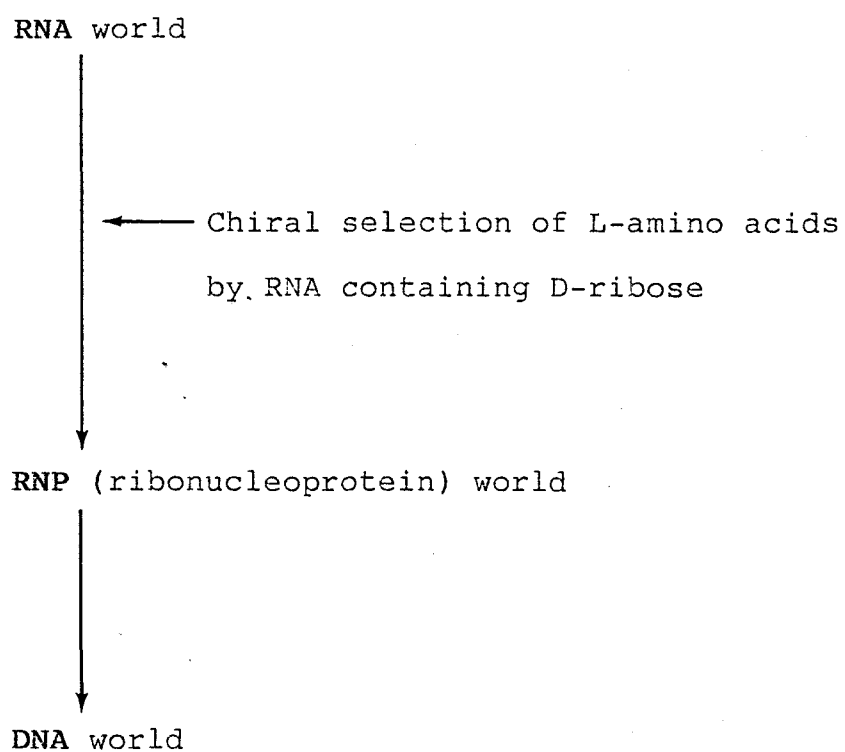 RNA world
Chiral selection of L-amino acids
by RNA containing D-ribose
RNP (ribonucleoprotein) world
DNA world